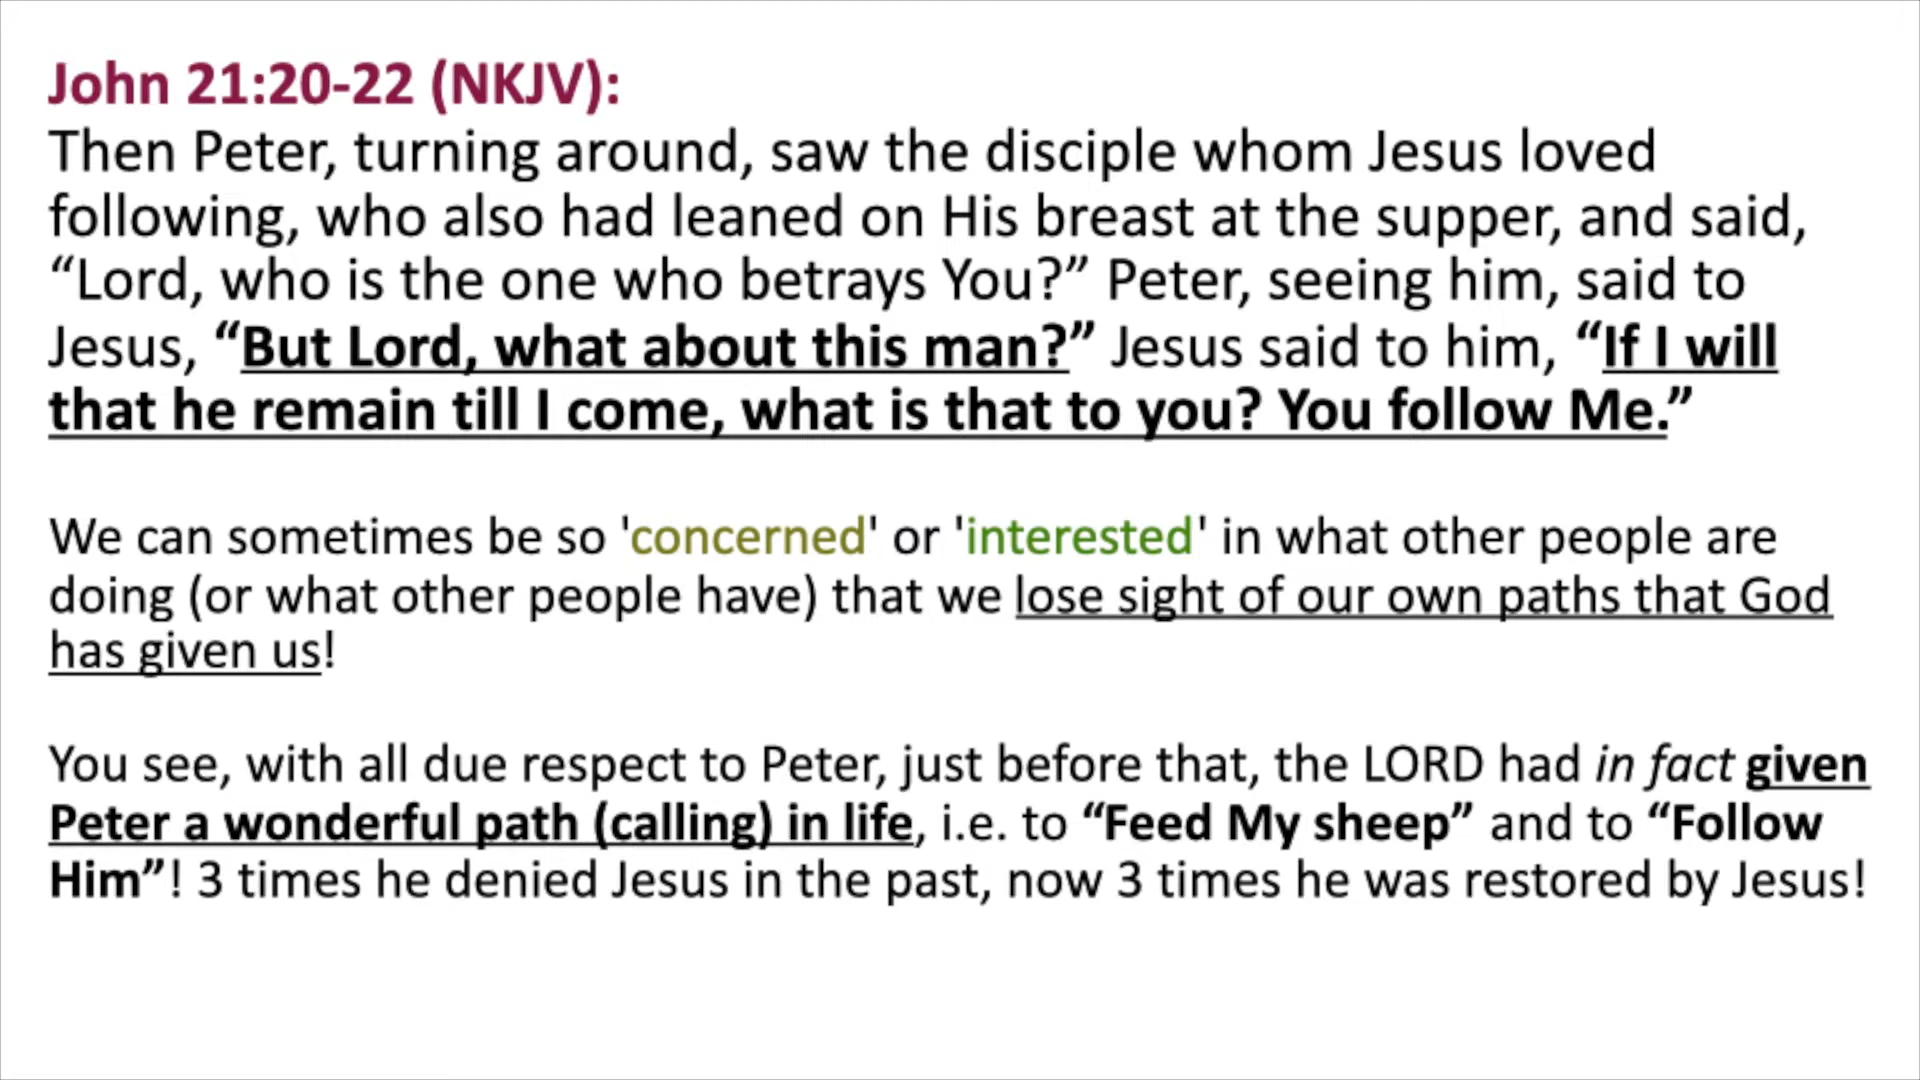 John 21:20-22 (NKJV):
Then Peter, turning around, saw the disciple whom Jesus loved
following, who also had leaned on His breast at the supper, and said,
“Lord, who is the one who betrays You?” Peter, seeing him, said to
Jesus, “But Lord, what about this man?” Jesus said to him, “If I will
that he remain till I come, what is that to you? You follow Me.”
We can sometimes be so 'concerned' or 'interested' in what other people are
doing (or what other people have) that we lose sight of our own paths that God
has given us!
You see, with all due respect to Peter, just before that, the LORD had in fact given
Peter a wonderful path (calling) in life, i.e. to “Feed My sheep” and to “Follow
Him”! 3 times he denied Jesus in the past, now 3 times he was restored by Jesus!